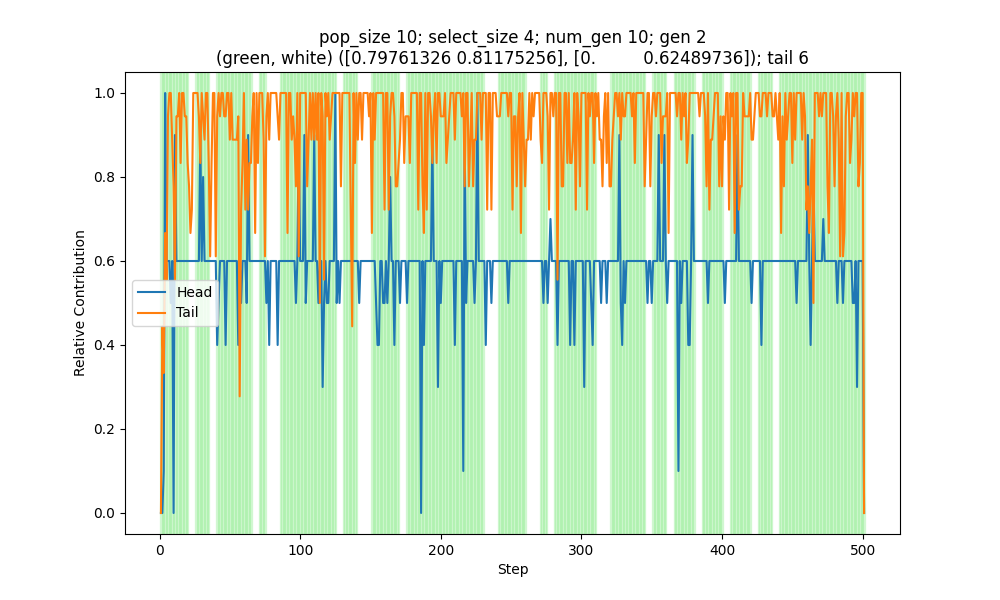 pop_size 10; select_size 4; num_gen 10; gen 2
(green, white) ([0.79761326 0.81175256], [0.         0.62489736]); tail 6
1.0
0.8
0.6
0.4
0.2
0.0
Relative Contribution
Head
Tail
0
100
200
300
400
500
Step